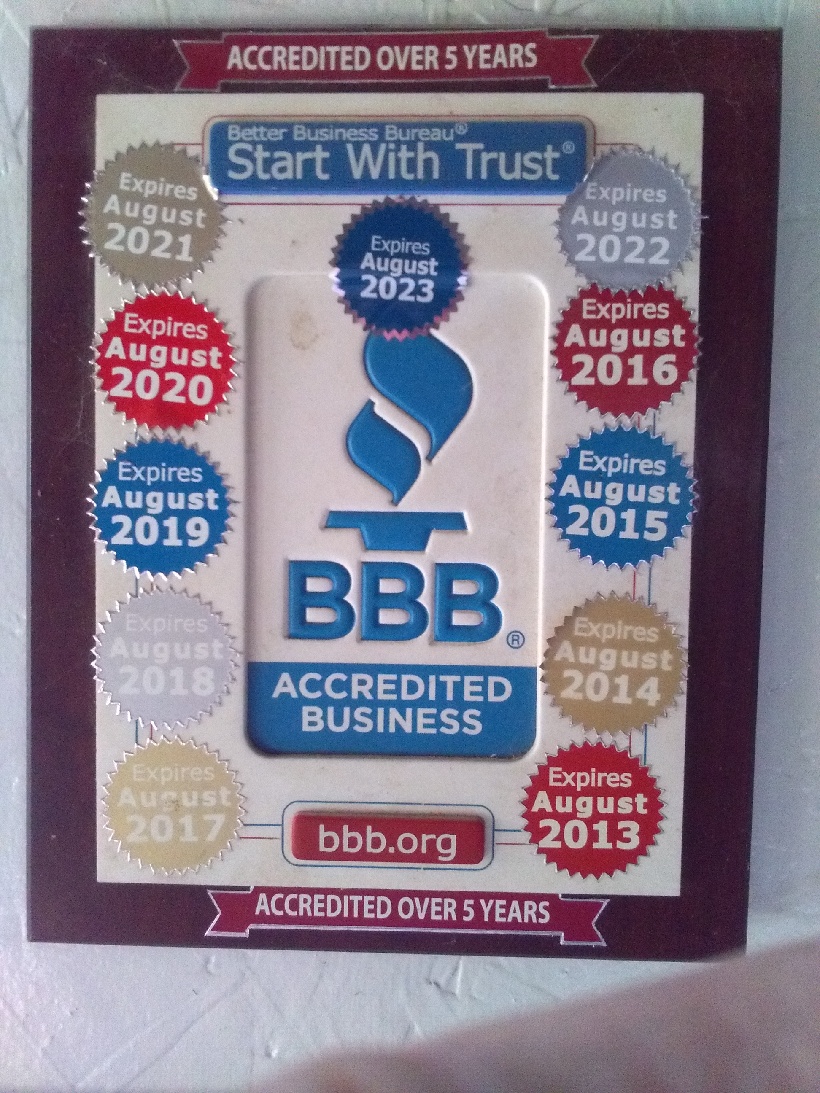 ACCREDITED OVER 5 YEARS
Better Business Bureau®
Start With Trust®
Expires
August
2021
Expires
August
2022
Expires
August
2023
Expires
August
2020
Expires
August
2016
Expires
August
2019
Expires
August
2015
BBB®
Expires
August
2018
Expires
August
2014
ACCREDITED
BUSINESS
Expires
August
2017
Expires
August
2013
bbb.org
ACCREDITED OVER 5 YEARS